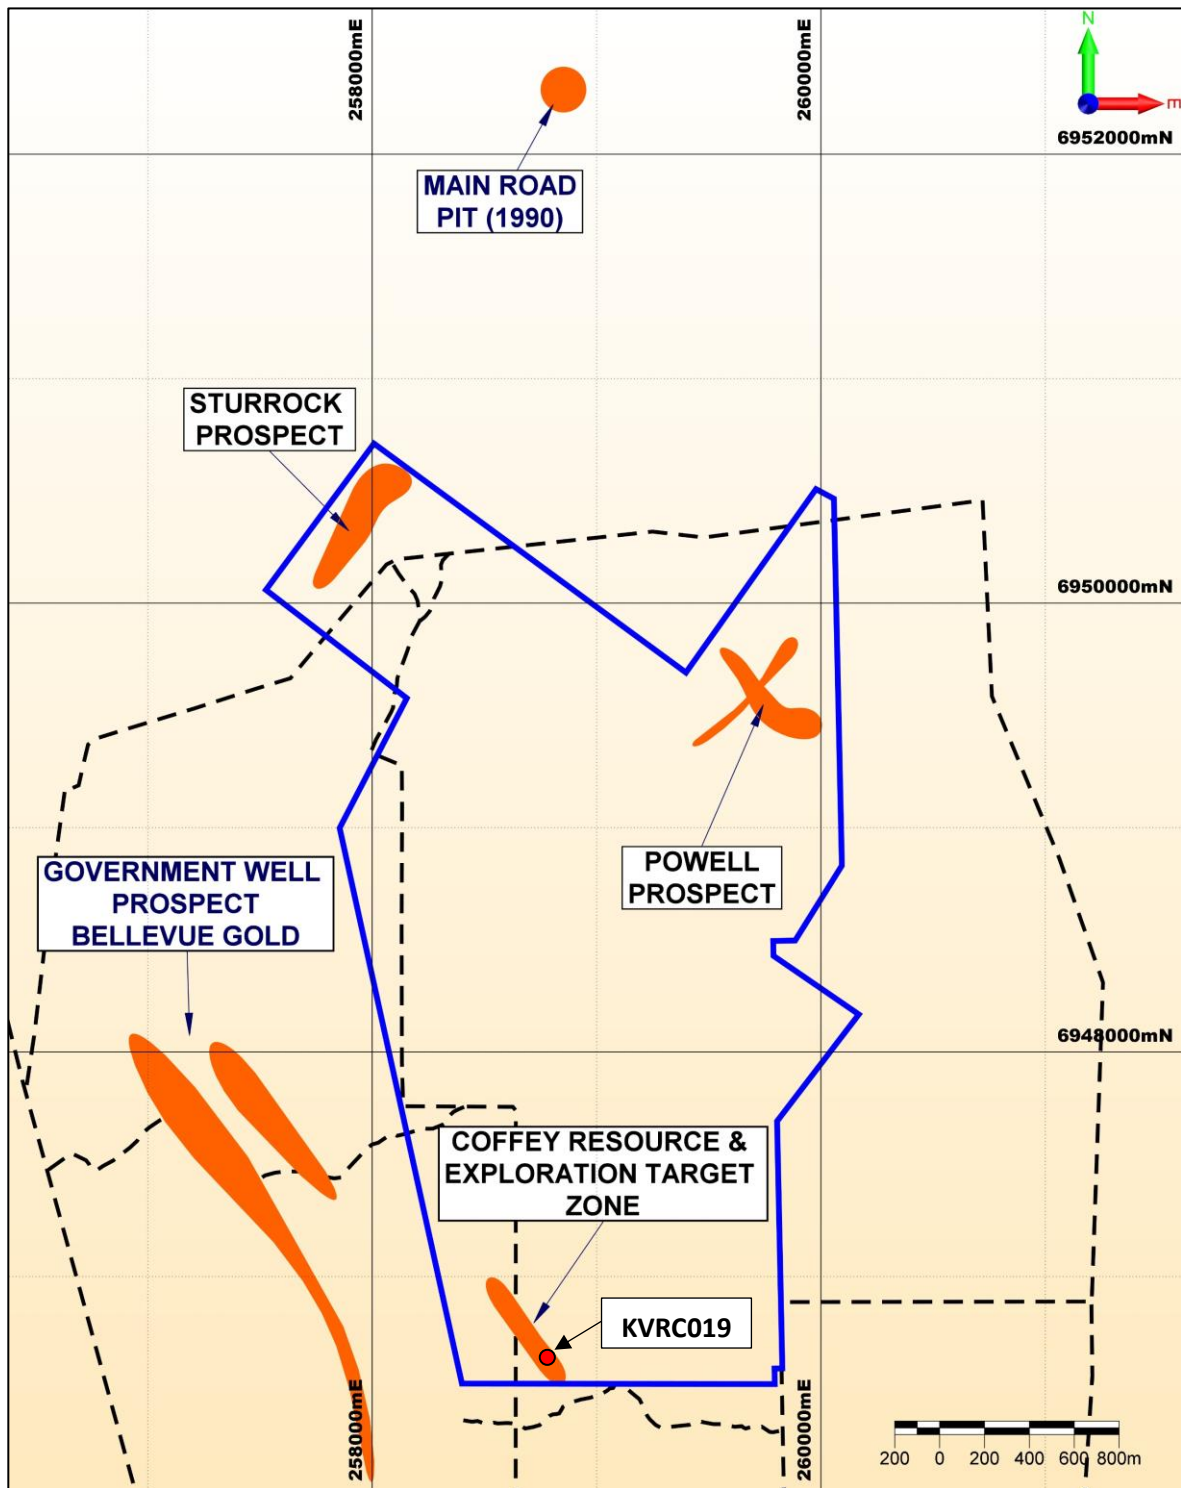 258000mE
260000mE
N
E
6952000mN
MAIN ROAD
PIT (1990)
STURROCK
PROSPECT
6950000mN
POWELL
PROSPECT
GOVERNMENT WELL
PROSPECT
BELLEVUE GOLD
6948000mN
COFFEY RESOURCE &
EXPLORATION TARGET
ZONE
KVRC019
258000mE
260000mE
200 0 200 400 600 800m